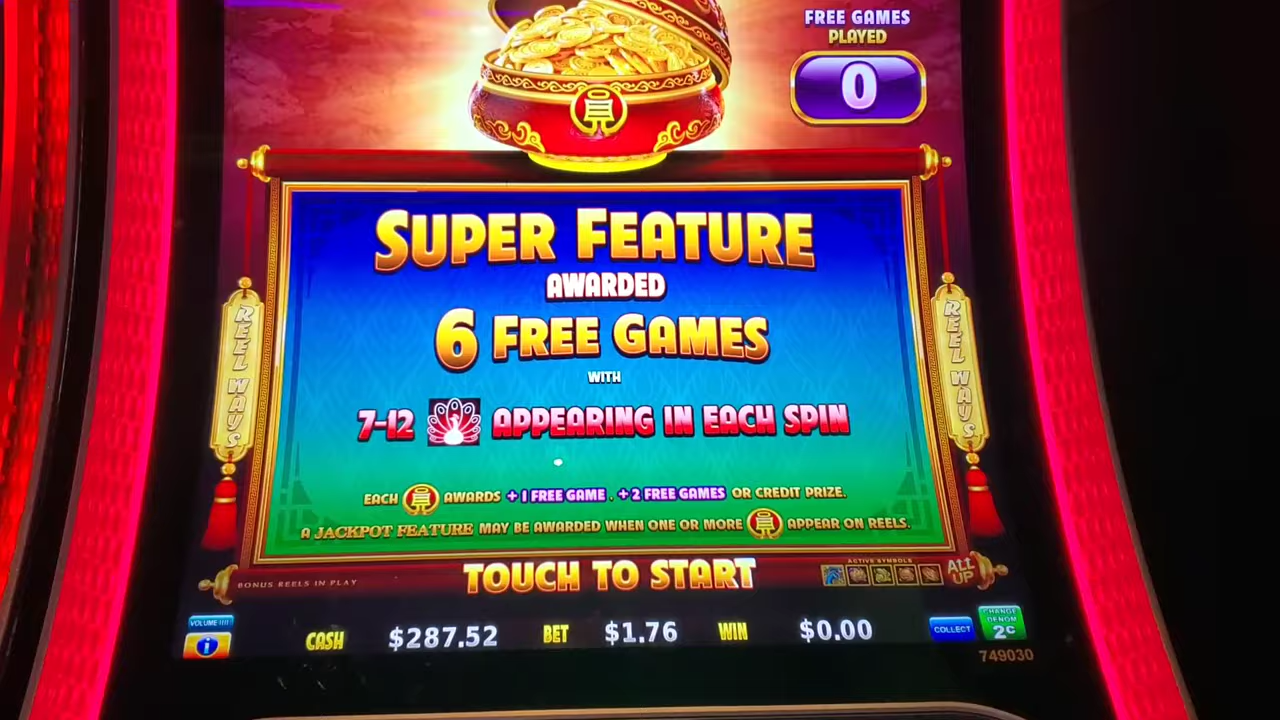 FREE GAMES
PLAYED
0
SUPER FEATURE
AWARDED
6 FREE GAMES
WITH
7-12 APPEARING IN EACH SPIN
EACH AWARDS +1 FREE GAME, +2 FREE GAMES OR CREDIT PRIZE.
A JACKPOT FEATURE MAY BE AWARDED WHEN ONE OR MORE APPEAR ON REELS.
REEL WAYS
REEL WAYS
TOUCH TO START
BONUS REELS IN PLAY
ACTIVE SYMBOLS
ALL UP
VOLUME
i
CASH $287.52 BET $1.76 WIN $0.00
COLLECT
CHANGE
DENOM
2¢
749030